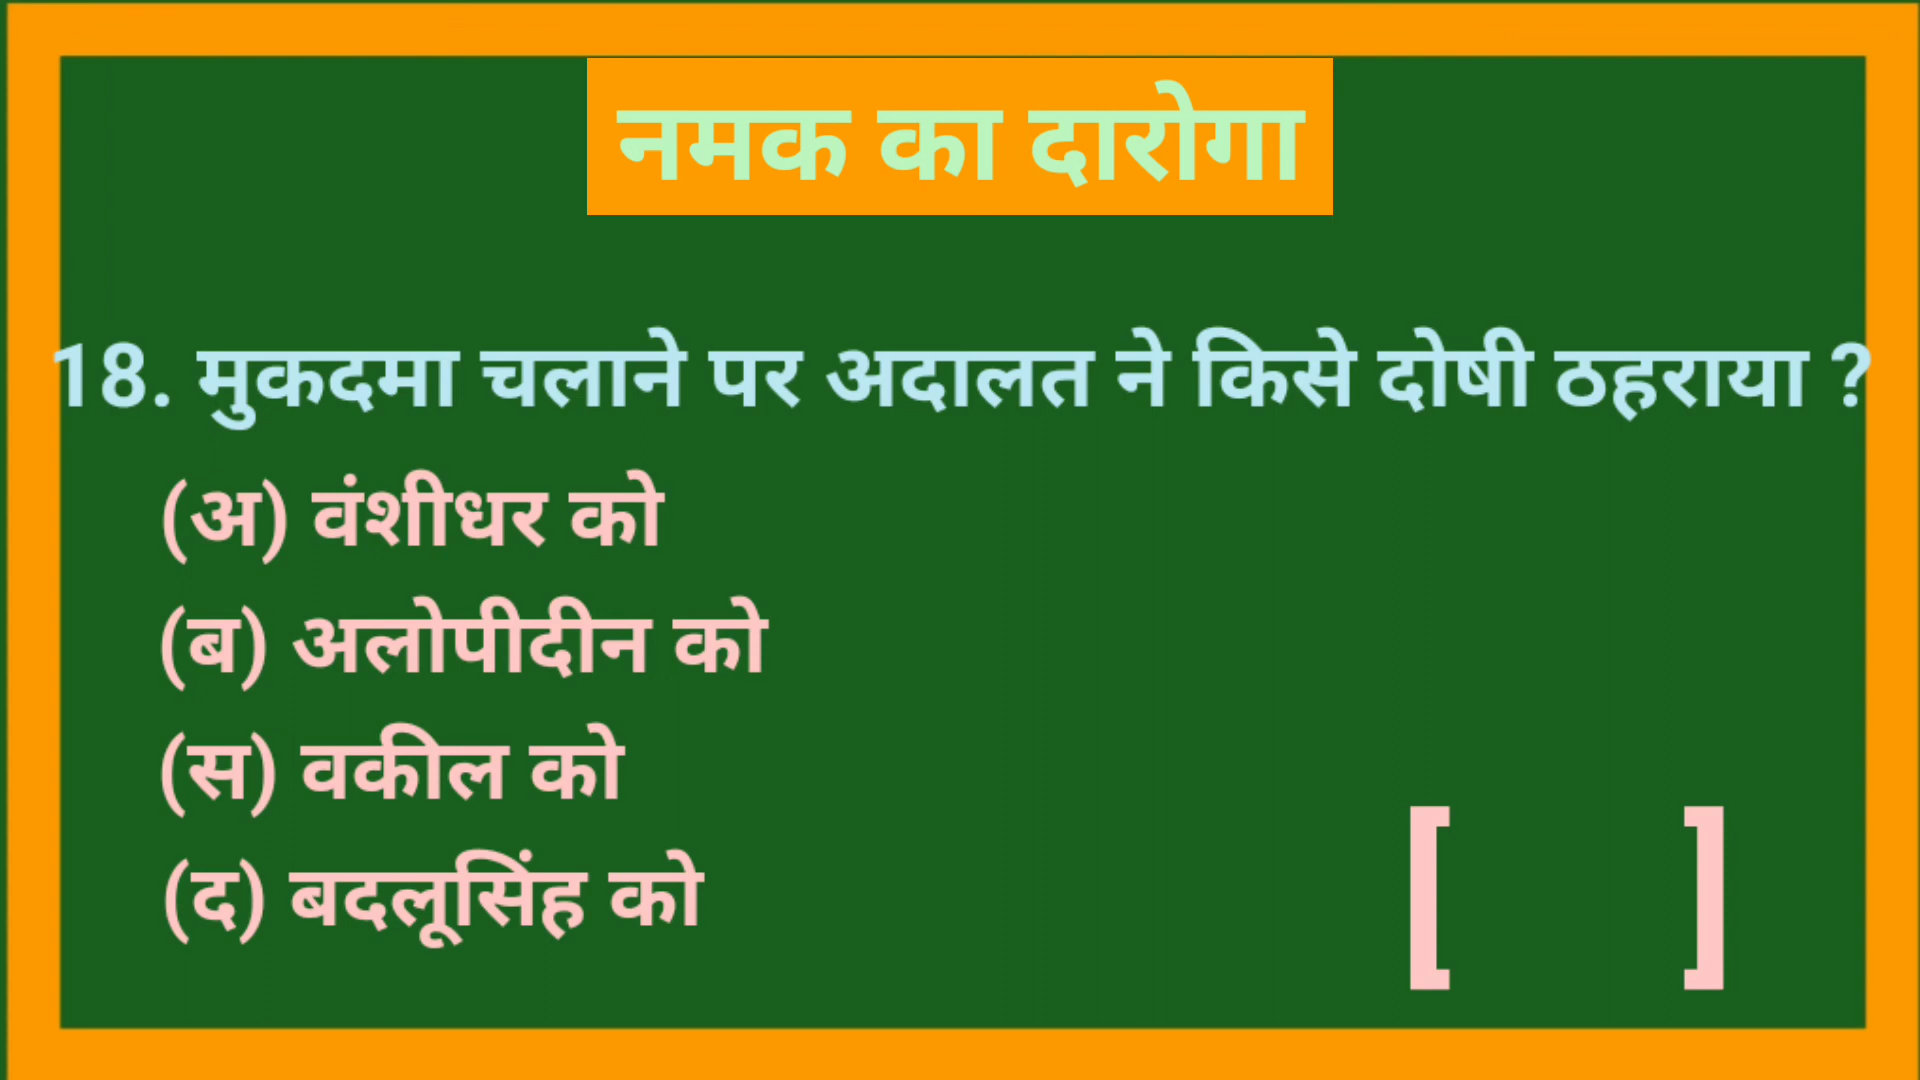 नमक का दारोगा
18. मुकदमा चलाने पर अदालत ने किसे दोषी ठहराया ?
(अ) वंशीधर को
(ब) अलोपीदीन को
(स) वकील को
(द) बदलूसिंह को
[ ]